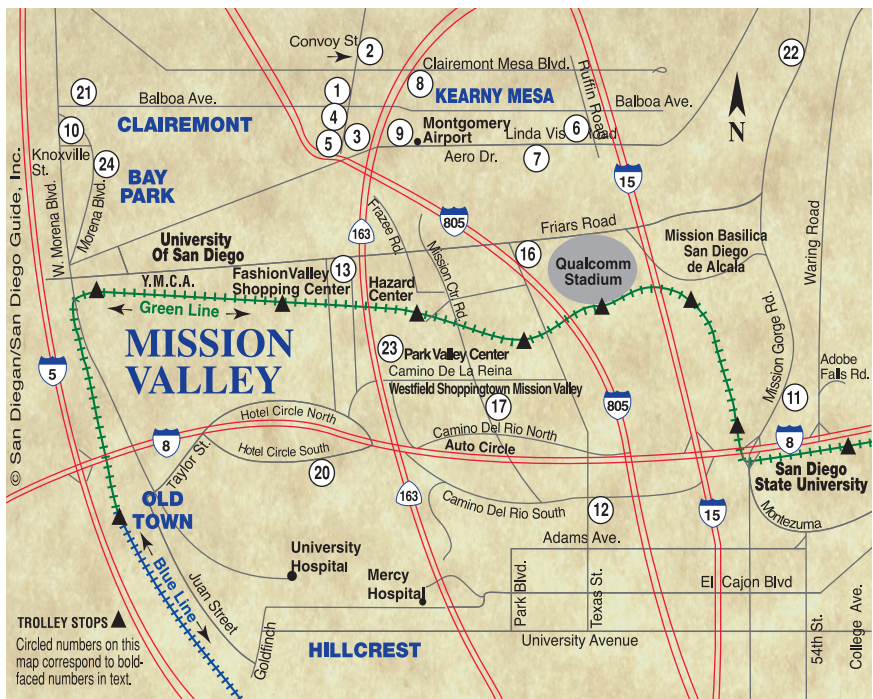 Convoy St.
2
22
Clairemont Mesa Blvd.
Ruffin Road
21
1
8
KEARNY MESA
Balboa Ave.
Balboa Ave.
4
10
CLAIREMONT
5
3
9
Montgomery
Airport
Linda Vista Road
6
N
Knoxville
St.
24
Aero Dr.
7
BAY
PARK
15
W. Morena Blvd.
Morena Blvd.
Frazee Rd.
805
163
Friars Road
Waring Road
University
Of San Diego
Mission Ctr Rd.
16
Mission Basilica
San Diego
de Alcala
13
Qualcomm
Stadium
Y.M.C.A.
Fashion Valley
Shopping Center
Hazard
Center
Green Line
Mission Gorge Rd.
MISSION
VALLEY
23
Park Valley Center
Camino De La Reina
Westfield Shoppingtown Mission Valley
Adobe
Falls Rd.
5
11
17
805
Hotel Circle North
Camino Del Rio North
8
8
Auto Circle
Hotel Circle South
Taylor St.
20
San Diego
State University
163
OLD
TOWN
Camino Del Rio South
12
15
Montezuma
Adams Ave.
University
Hospital
Blue Line
Juan Street
Mercy
Hospital
Park Blvd.
Texas St.
El Cajon Blvd
TROLLEY STOPS
Circled numbers on this
map correspond to bold-
faced numbers in text.
Goldfinch
HILLCREST
University Avenue
54th St.
College Ave.
© San Diegan/San Diego Guide, Inc.